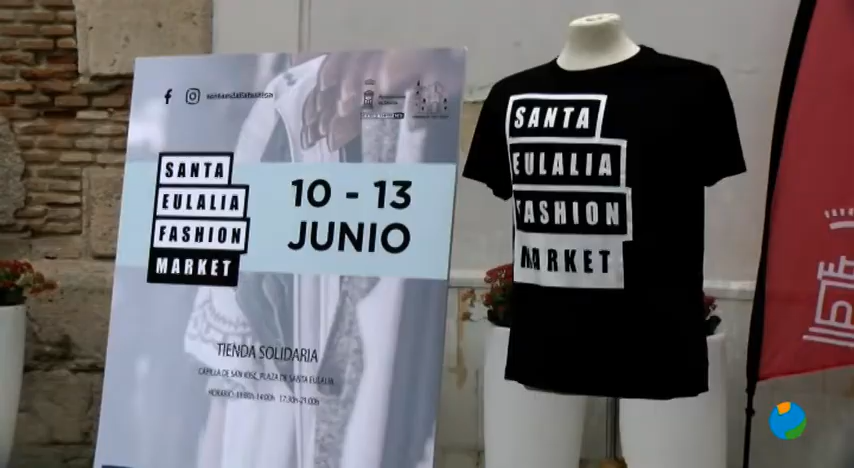 SANTA
EULALIA
FASHION
MARKET
10 - 13
JUNIO
TIENDA SOLIDARIA
CAPILLA DE SAN JOSÉ, PLAZA DE SANTA EULALIA
SANTA
EULALIA
FASHION
MARKET